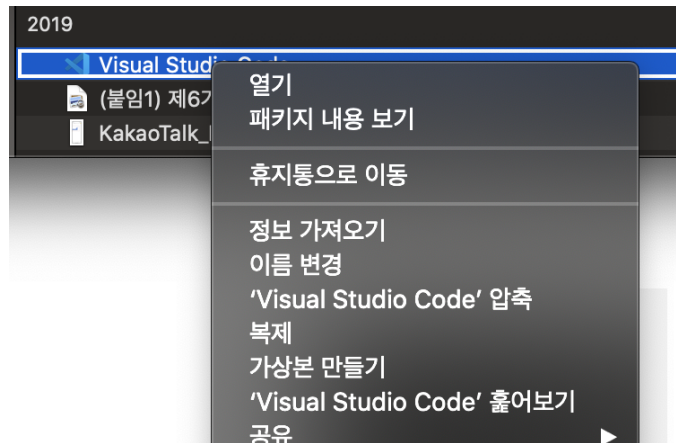 2019
Visual Studio Code
(붙임1) 제6
KakaoTalk_
열기
패키지 내용 보기
휴지통으로 이동
정보 가져오기
이름 변경
‘Visual Studio Code’ 압축
복제
가상본 만들기
‘Visual Studio Code’ 훑어보기
공유